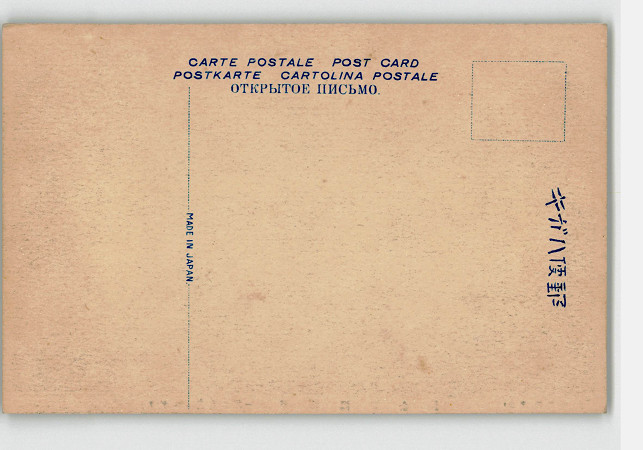 CARTE POSTALE POST CARD
POSTKARTE CARTOLINA POSTALE
ОТКРЫТОЕ ПИСЬМО.
MADE IN JAPAN.
郵便ハガキ